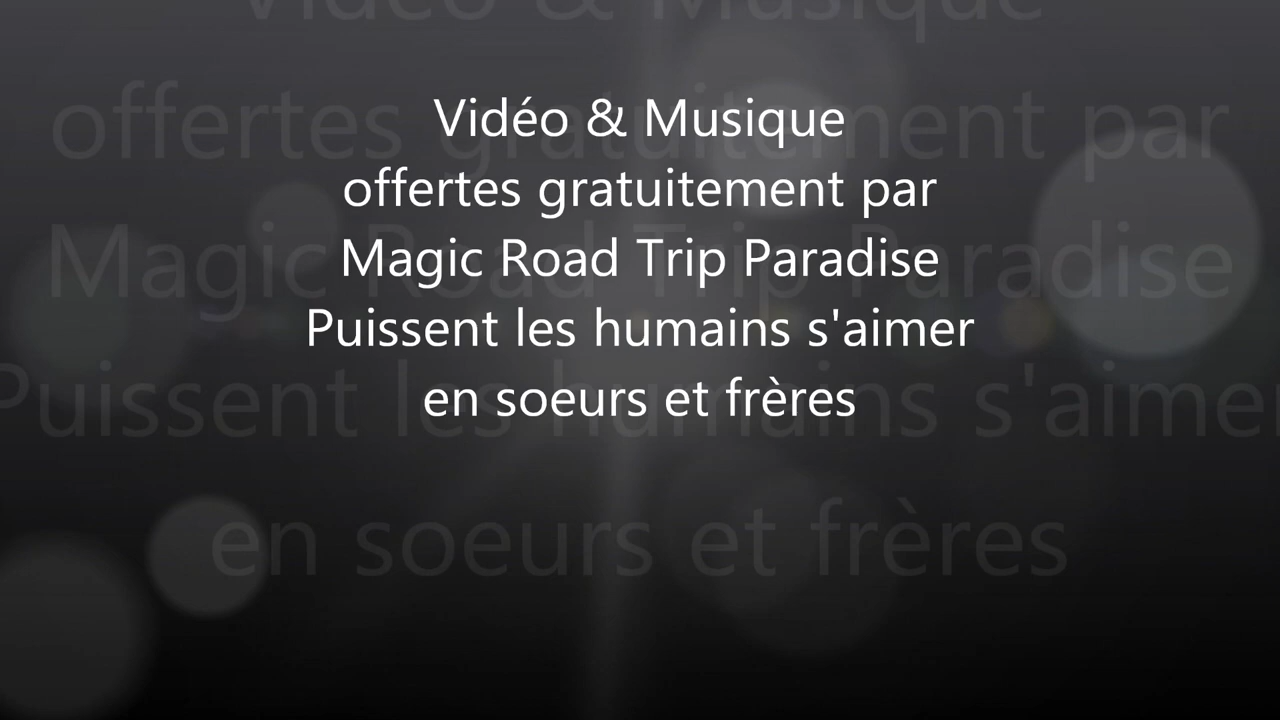 Vidéo & Musique
offertes gratuitement par
Magic Road Trip Paradise
Puissent les humains s'aimer
en soeurs et frères